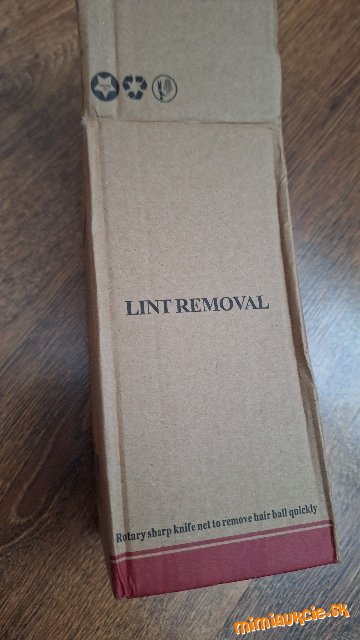 LINT REMOVAL
Rotary sharp knife net to remove hair ball quickly
mimiaukcie.sk